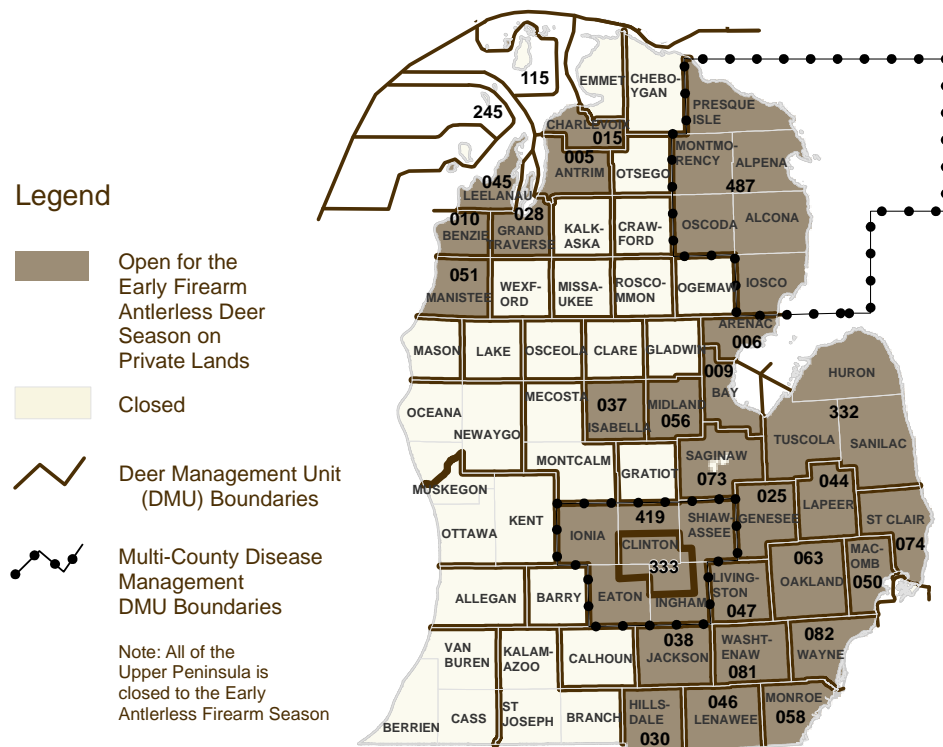 115
EMMET
CHEBO-
YGAN
245
PRESQUE
ISLE
CHARLEVOIX
015
005
ANTRIM
MONTMO-
RENCY
ALPENA
OTSEGO
045
LEELANAU
487
Legend
010
BENZIE
028
GRAND
TRAVERSE
KALK-
ASKA
CRAW-
FORD
OSCODA
ALCONA
Open for the
Early Firearm
Antlerless Deer
Season on
Private Lands
051
MANISTEE
WEXF-
ORD
MISSA-
UKEE
ROSCO-
MMON
OGEMAW
IOSCO
ARENAC
006
MASON
LAKE
OSCEOLA
CLARE
GLADWIN
009
BAY
HURON
Closed
OCEANA
NEWAYGO
MECOSTA
037
ISABELLA
MIDLAND
056
332
TUSCOLA
SANILAC
Deer Management Unit
(DMU) Boundaries
MUSKEGON
MONTCALM
GRATIOT
SAGINAW
073
025
GENESEE
044
LAPEER
ST CLAIR
074
OTTAWA
KENT
IONIA
419
CLINTON
SHIAW-
ASSEE
333
Multi-County Disease
Management
DMU Boundaries
ALLEGAN
BARRY
EATON
INGHAM
LIVING-
STON
047
063
OAKLAND
MAC-
OMB
050
Note: All of the
Upper Peninsula is
closed to the Early
Antlerless Firearm Season
VAN
BUREN
KALAM-
AZOO
CALHOUN
038
JACKSON
WASHT-
ENAW
081
082
WAYNE
BERRIEN
CASS
ST
JOSEPH
BRANCH
HILLS-
DALE
030
046
LENAWEE
MONROE
058